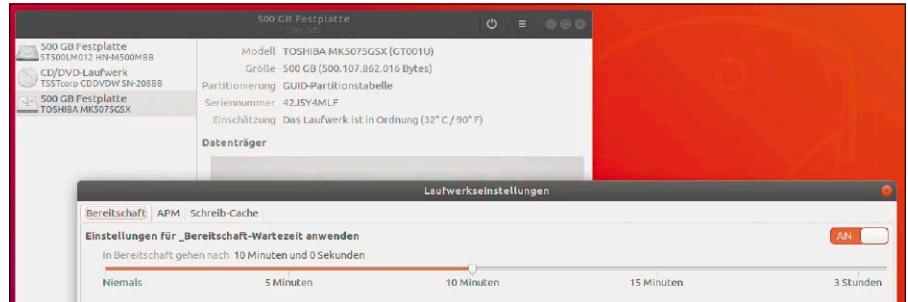 500 GB Festplatte
/dev/sdb
500 GB Festplatte
ST500LM012 HN-M500MBB
CD/DVD-Laufwerk
TSSTcorp CDDVDW SN-208BB
500 GB Festplatte
TOSHIBA MK5075GSX
Modell TOSHIBA MK5075GSX (GT001U)
Größe 500 GB (500.107.862.016 Bytes)
Partitionierung GUID-Partitionstabelle
Seriennummer 42J5Y4MLF
Einschätzung Das Laufwerk ist in Ordnung (32° C / 90° F)
Datenträger
Laufwerkseinstellungen
Bereitschaft APM Schreib-Cache
Einstellungen für _Bereitschaft-Wartezeit anwenden AN
In Bereitschaft gehen nach 10 Minuten und 0 Sekunden
Niemals 5 Minuten 10 Minuten 15 Minuten 3 Stunden